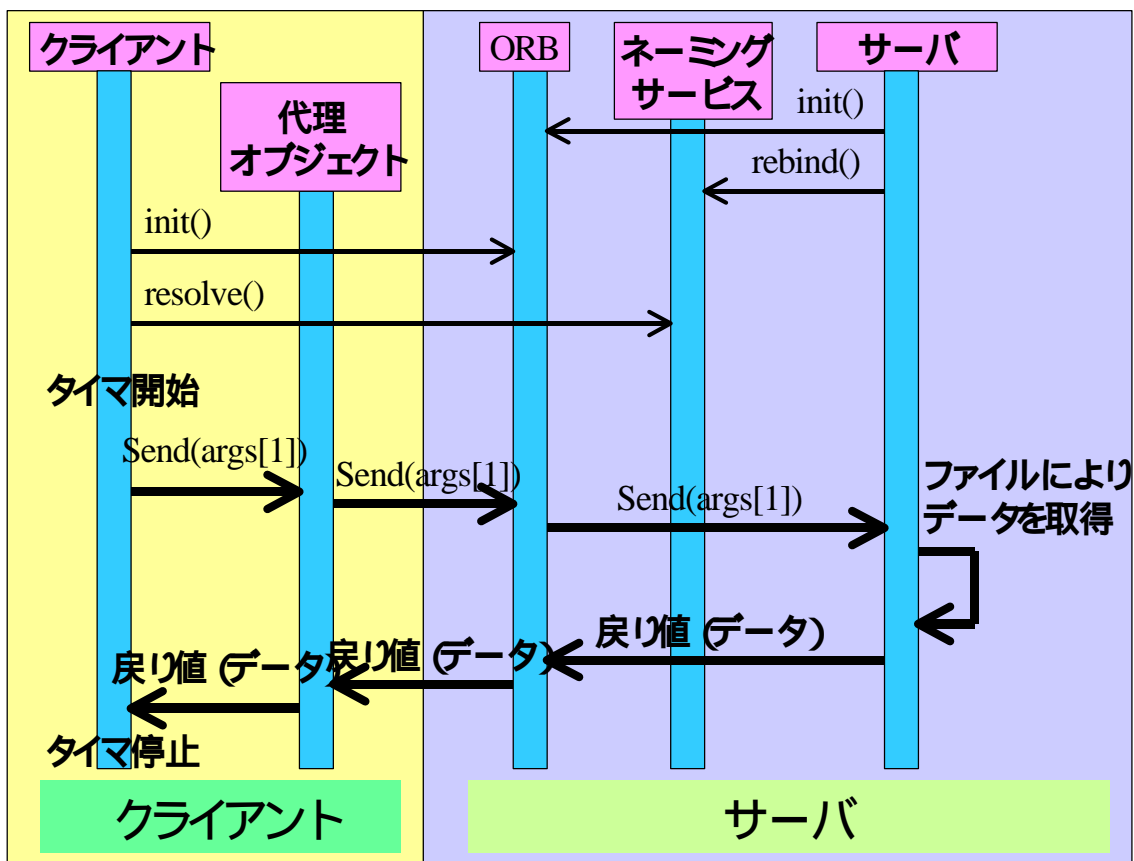 クライアント
ORB
ネーミング
サービス
サーバ
代理
オブジェクト
init()
rebind()
init()
resolve()
タイマ開始
Send(args[1])
Send(args[1])
Send(args[1])
ファイルにより
データを取得
戻り値 (データ)
戻り値 (データ)
戻り値 (データ)
タイマ停止
クライアント
サーバ